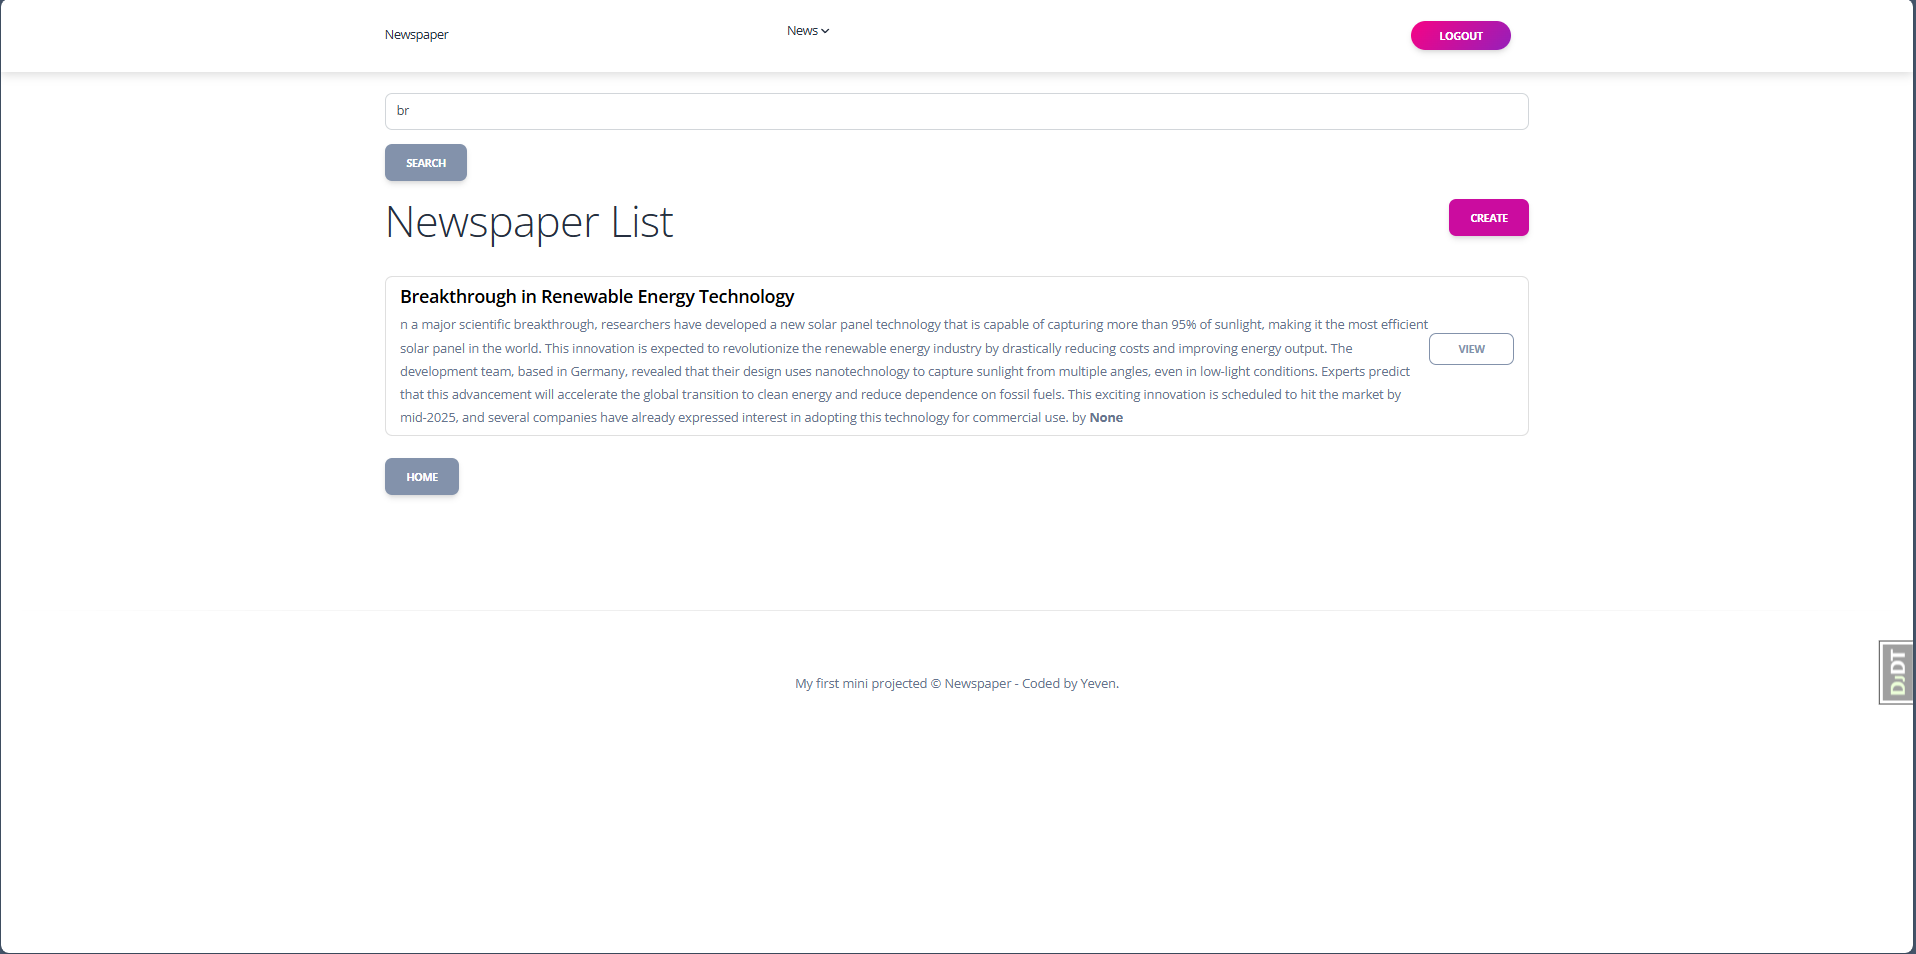 Newspaper
News
LOGOUT
br
SEARCH
Newspaper List
CREATE
Breakthrough in Renewable Energy Technology
n a major scientific breakthrough, researchers have developed a new solar panel technology that is capable of capturing more than 95% of sunlight, making it the most efficient
solar panel in the world. This innovation is expected to revolutionize the renewable energy industry by drastically reducing costs and improving energy output. The
development team, based in Germany, revealed that their design uses nanotechnology to capture sunlight from multiple angles, even in low-light conditions. Experts predict
that this advancement will accelerate the global transition to clean energy and reduce dependence on fossil fuels. This exciting innovation is scheduled to hit the market by
mid-2025, and several companies have already expressed interest in adopting this technology for commercial use. by None
VIEW
HOME
My first mini projected © Newspaper - Coded by Yeven.
DJDT